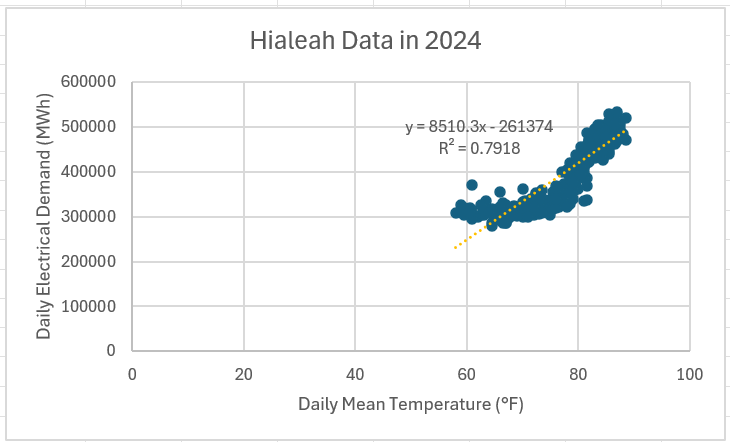 Hialeah Data in 2024
Daily Electrical Demand (MWh)
600000
500000
400000
300000
200000
100000
0
y = 8510.3x - 261374
R² = 0.7918
0 20 40 60 80 100
Daily Mean Temperature (°F)